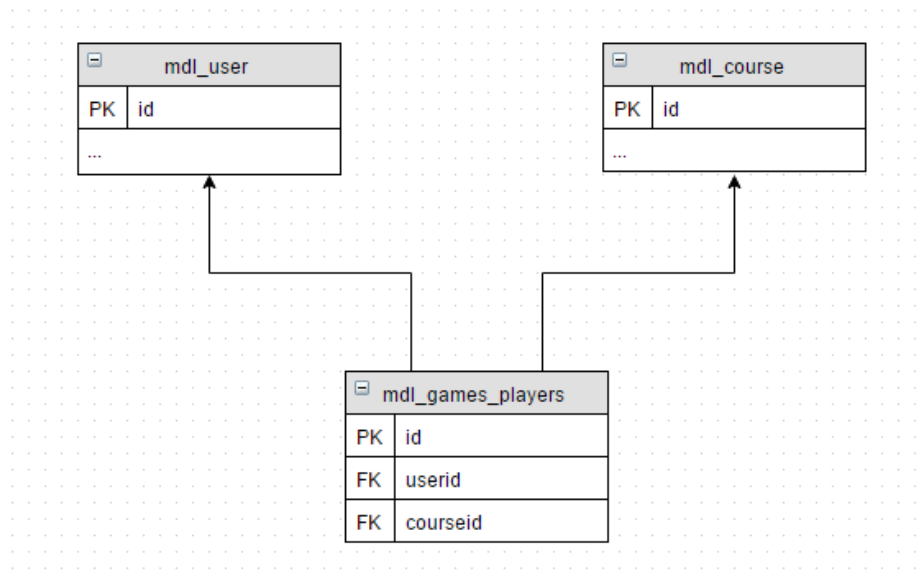 mdl_user
PK id
...
mdl_course
PK id
...
mdl_games_players
PK id
FK userid
FK courseid